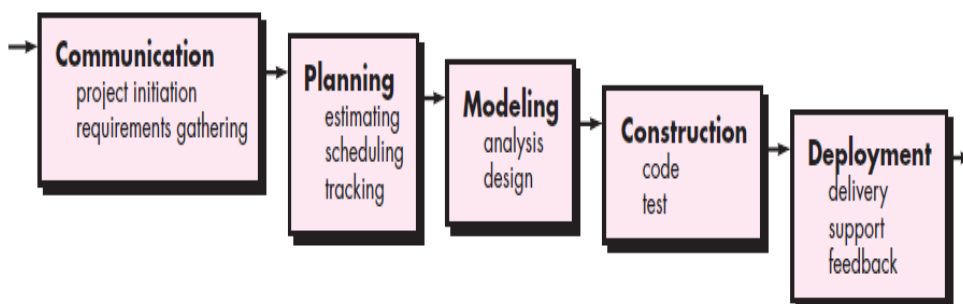 Communication
project initiation
requirements gathering
Planning
estimating
scheduling
tracking
Modeling
analysis
design
Construction
code
test
Deployment
delivery
support
feedback